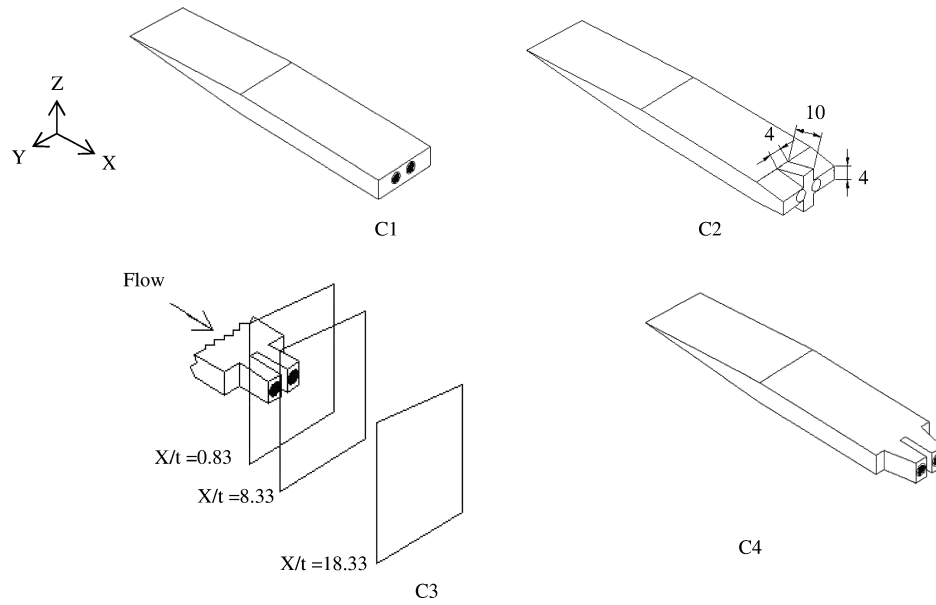 Z
Y
X
C1
10
4
4
C2
Flow
X/t =0.83
X/t =8.33
X/t =18.33
C3
C4